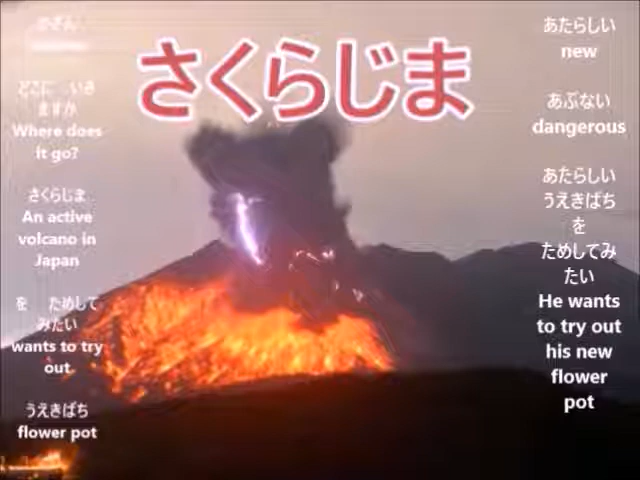 さくらじま
かざん
どこに いき
ますか
Where does
it go?
さくらじま
An active
volcano in
Japan
を ためして
みたい
wants to try
out
うえきばち
flower pot
あたらしい
new
あぶない
dangerous
あたらしい
うえきばち
を
ためしてみ
たい
He wants
to try out
his new
flower
pot